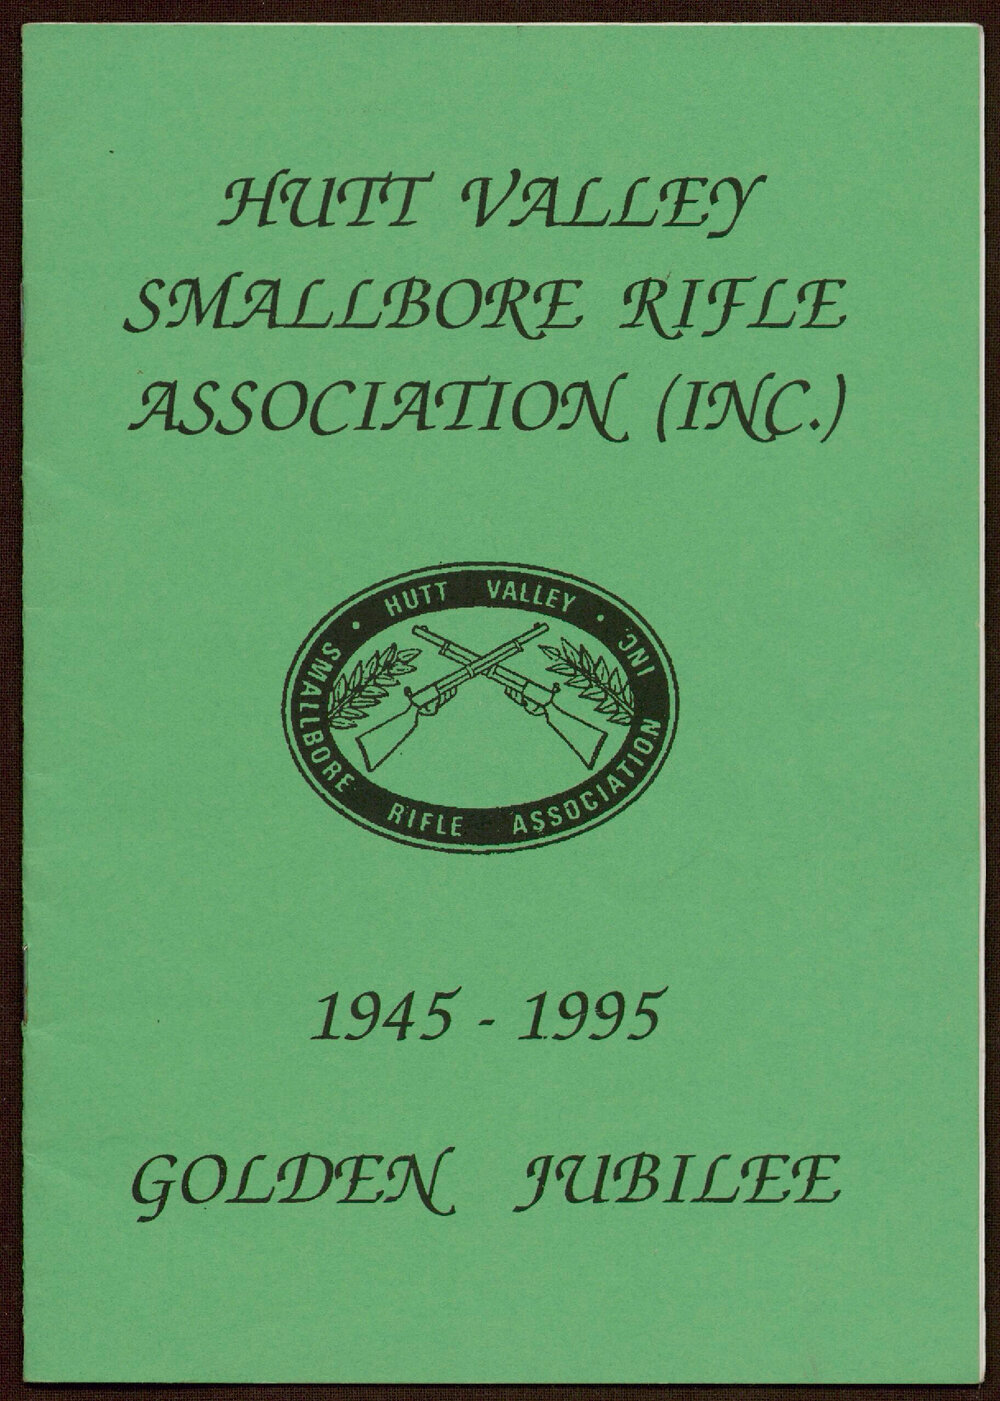 HUTT VALLEY
SMALLBORE RIFLE
ASSOCIATION (INC.)
HUTT VALLEY
SMALLBORE RIFLE ASSOCIATION INC.
1945 - 1995
GOLDEN JUBILEE